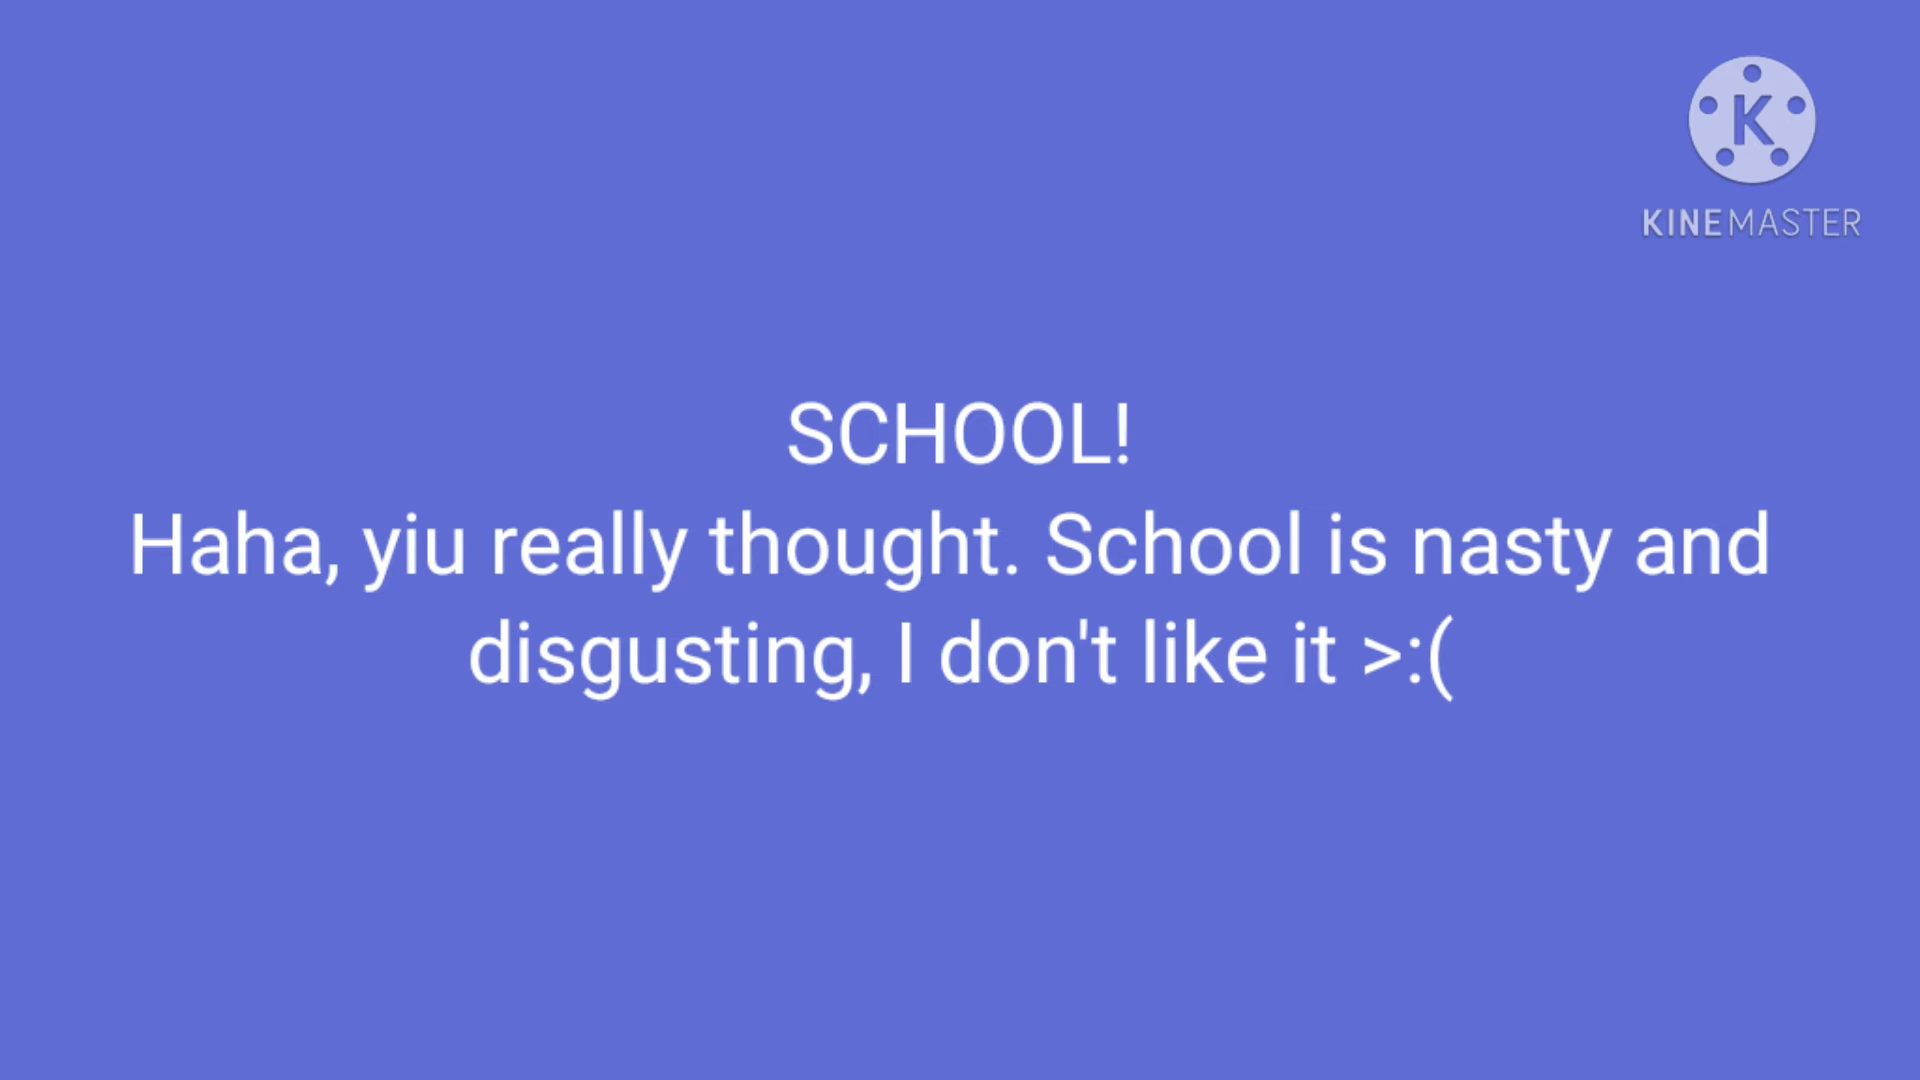 K
KINEMASTER
SCHOOL!
Haha, yiu really thought. School is nasty and
disgusting, I don't like it >:(